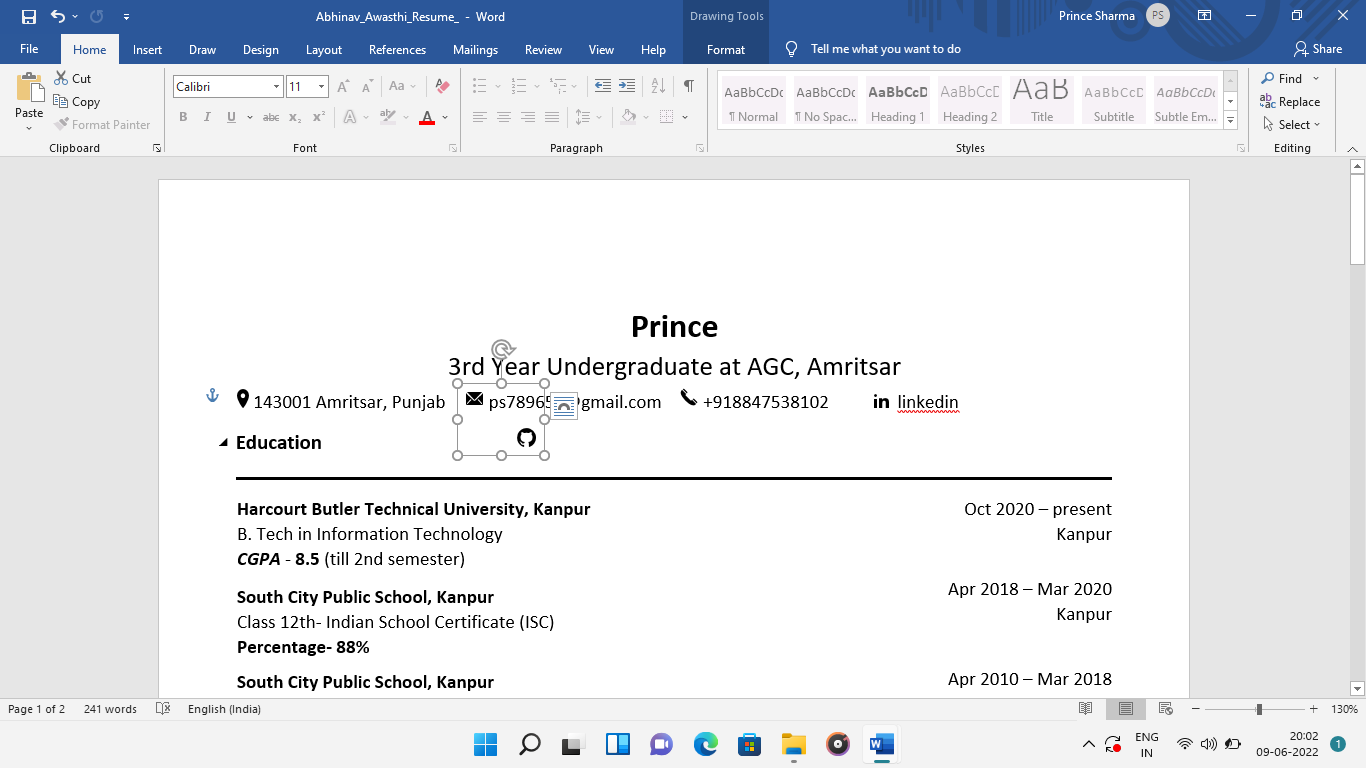 Abhinav_Awasthi_Resume_ - Word
Drawing Tools
Prince Sharma PS
File Home Insert Draw Design Layout References Mailings Review View Help Format Tell me what you want to do Share
Paste
Cut
Copy
Format Painter
Clipboard
Calibri 11
Aa
B I U abc x₂ x² A ab A
Font
Paragraph
AaBbCcDc AaBbCcDc AaBbCcD AaBbCcD AaB AaBbCcD AaBbCcDc
¶ Normal ¶ No Spac... Heading 1 Heading 2 Title Subtitle Subtle Em...
Styles
Find
Replace
Select
Editing
Prince
3rd Year Undergraduate at AGC, Amritsar
143001 Amritsar, Punjab @gmail.com +918847538102 in linkedin
Education
Harcourt Butler Technical University, Kanpur Oct 2020 – present
B. Tech in Information Technology Kanpur
CGPA - 8.5 (till 2nd semester)
South City Public School, Kanpur Apr 2018 – Mar 2020
Class 12th- Indian School Certificate (ISC) Kanpur
Percentage- 88%
South City Public School, Kanpur Apr 2010 – Mar 2018
Page 1 of 2 241 words English (India) 130%
ENG
IN
20:02
09-06-2022
1